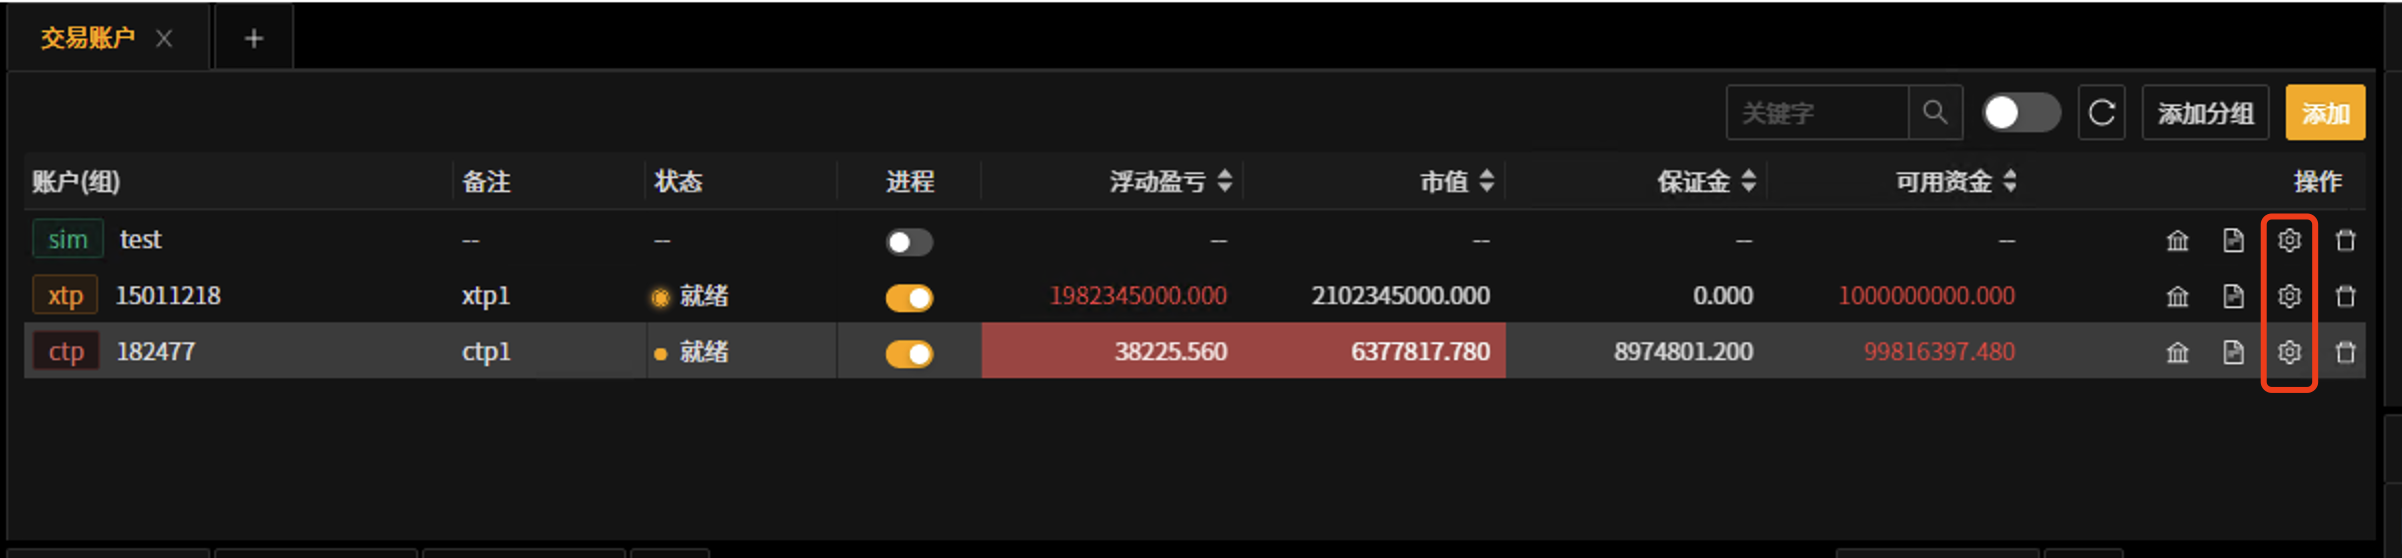 交易账户
关键字 添加分组 添加
账户(组) 备注 状态 进程 浮动盈亏 市值 保证金 可用资金 操作
sim test -- -- -- -- -- --
xtp 15011218 xtp1 就绪 1982345000.000 2102345000.000 0.000 1000000000.000
ctp 182477 ctp1 就绪 38225.560 6377817.780 8974801.200 99816397.480